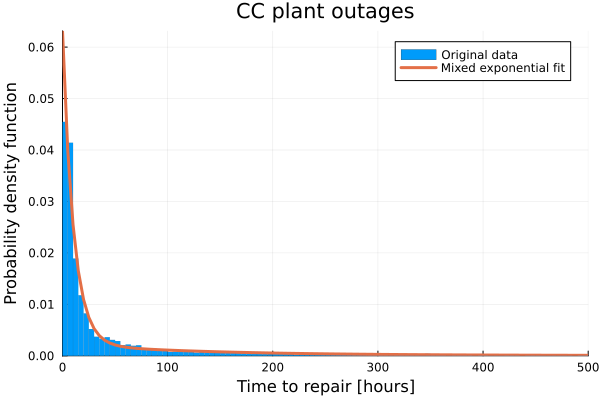 CC plant outages
Original data
Mixed exponential fit
Probability density function
0.06
0.05
0.04
0.03
0.02
0.01
0.00
0 100 200 300 400 500
Time to repair [hours]